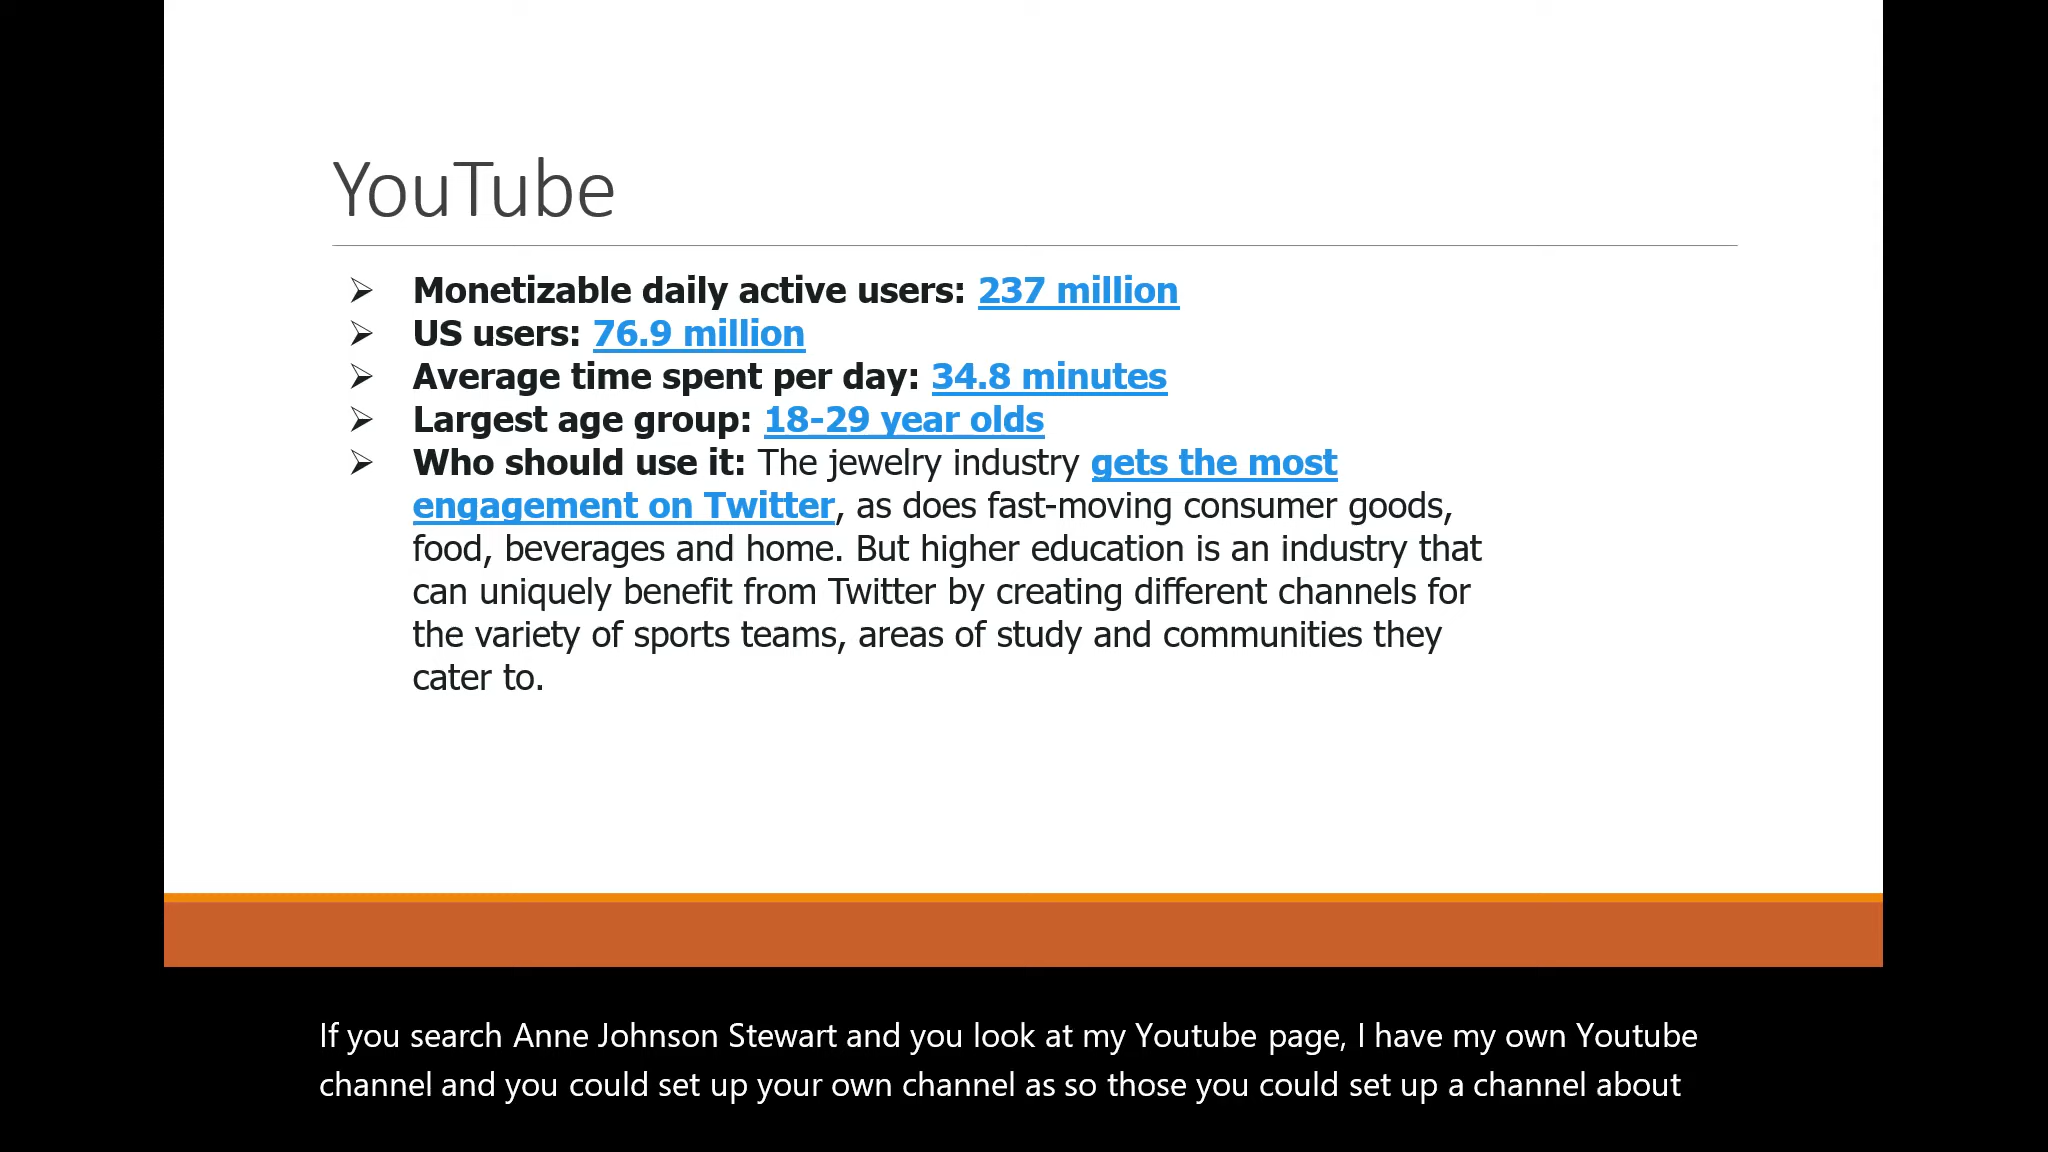 YouTube
➢ Monetizable daily active users: 237 million
➢ US users: 76.9 million
➢ Average time spent per day: 34.8 minutes
➢ Largest age group: 18-29 year olds
➢ Who should use it: The jewelry industry gets the most
engagement on Twitter, as does fast-moving consumer goods,
food, beverages and home. But higher education is an industry that
can uniquely benefit from Twitter by creating different channels for
the variety of sports teams, areas of study and communities they
cater to.
If you search Anne Johnson Stewart and you look at my Youtube page, I have my own Youtube
channel and you could set up your own channel as so those you could set up a channel about